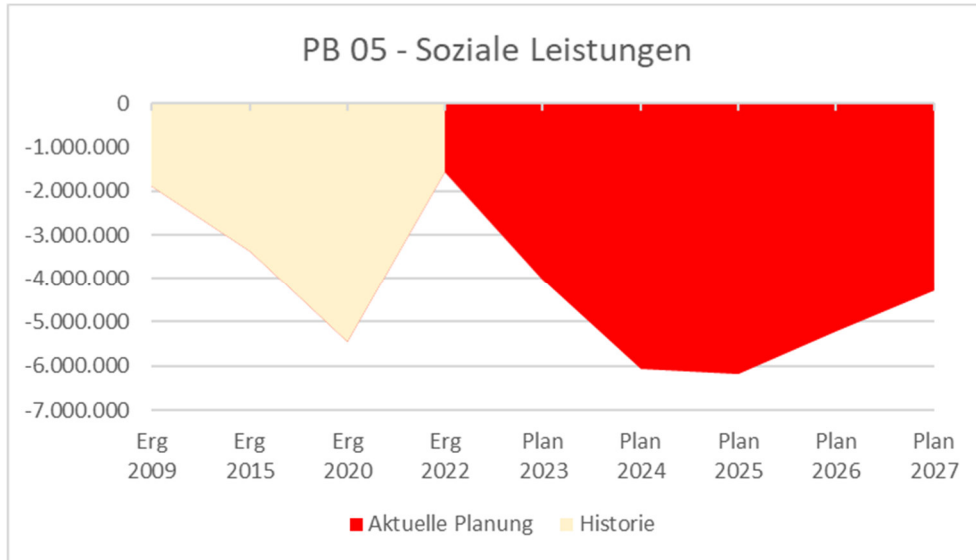 PB 05 - Soziale Leistungen
0
-1.000.000
-2.000.000
-3.000.000
-4.000.000
-5.000.000
-6.000.000
-7.000.000
Erg Erg Erg Erg Plan Plan Plan Plan Plan
2009 2015 2020 2022 2023 2024 2025 2026 2027
Aktuelle Planung Historie